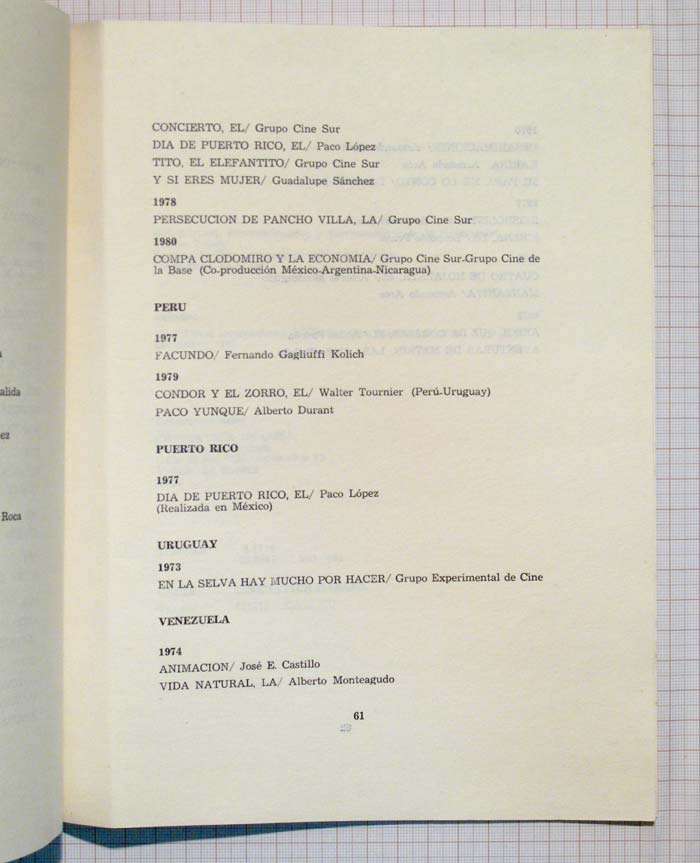 CONCIERTO, EL/ Grupo Cine Sur
DIA DE PUERTO RICO, EL/ Paco López
TITO, EL ELEFANTITO/ Grupo Cine Sur
Y SI ERES MUJER/ Guadalupe Sánchez
1978
PERSECUCION DE PANCHO VILLA, LA/ Grupo Cine Sur
1980
COMPA CLODOMIRO Y LA ECONOMIA/ Grupo Cine Sur-Grupo Cine de
la Base (Co-producción México-Argentina-Nicaragua)
PERU
1977
FACUNDO/ Fernando Gagliuffi Kolich
1979
CONDOR Y EL ZORRO, EL/ Walter Tournier (Perú-Uruguay)
PACO YUNQUE/ Alberto Durant
PUERTO RICO
1977
DIA DE PUERTO RICO, EL/ Paco López
(Realizada en México)
URUGUAY
1973
EN LA SELVA HAY MUCHO POR HACER/ Grupo Experimental de Cine
VENEZUELA
1974
ANIMACION/ José E. Castillo
VIDA NATURAL, LA/ Alberto Monteagudo
61
alida
ez
Roca